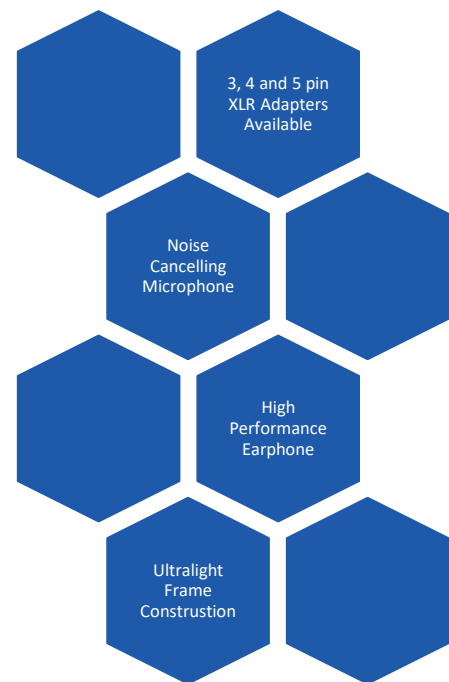 3, 4 and 5 pin
XLR Adapters
Available
Noise
Cancelling
Microphone
High
Performance
Earphone
Ultralight
Frame
Construstion